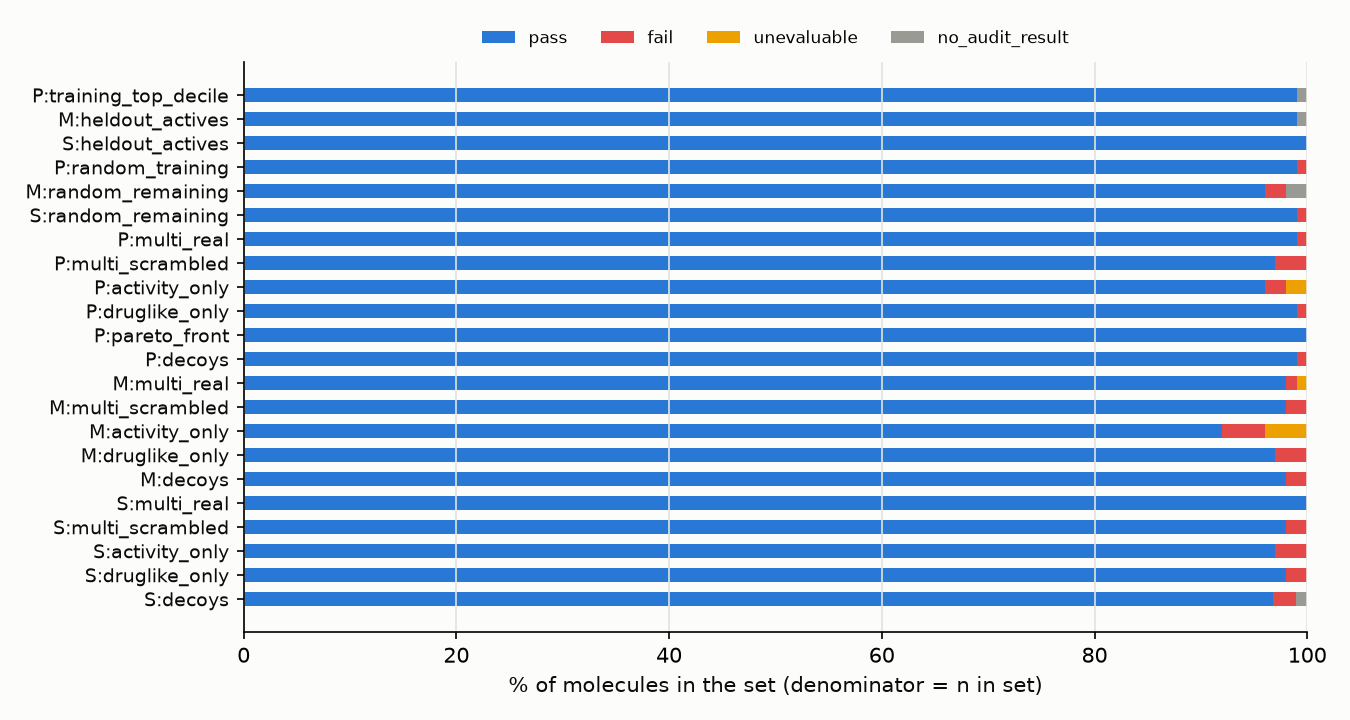 pass fail unevaluable no_audit_result
P:training_top_decile
M:heldout_actives
S:heldout_actives
P:random_training
M:random_remaining
S:random_remaining
P:multi_real
P:multi_scrambled
P:activity_only
P:druglike_only
P:pareto_front
P:decoys
M:multi_real
M:multi_scrambled
M:activity_only
M:druglike_only
M:decoys
S:multi_real
S:multi_scrambled
S:activity_only
S:druglike_only
S:decoys
0 20 40 60 80 100
% of molecules in the set (denominator = n in set)